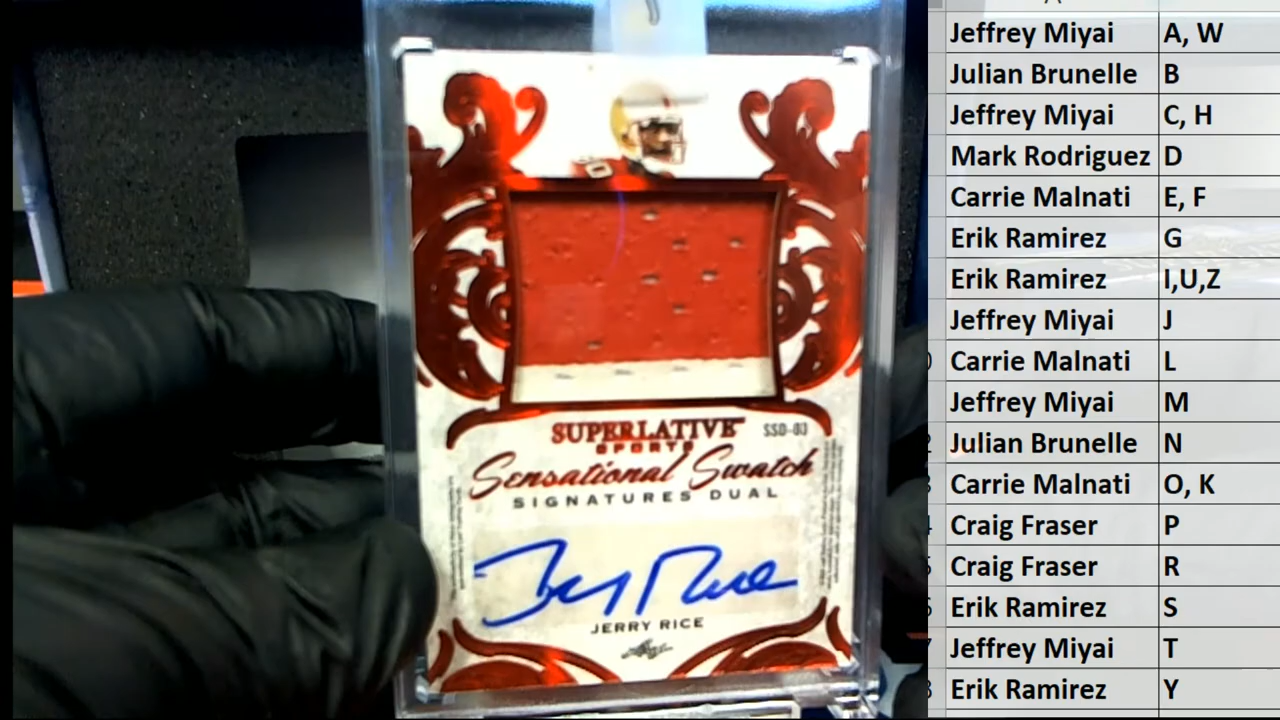 SUPERLATIVE
SPORTS
SSD-03
Sensational Swatch
SIGNATURES DUAL
Jerry Rice
JERRY RICE
Leaf
Jeffrey Miyai A, W
Julian Brunelle B
Jeffrey Miyai C, H
Mark Rodriguez D
Carrie Malnati E, F
Erik Ramirez G
Erik Ramirez I,U,Z
Jeffrey Miyai J
Carrie Malnati L
Jeffrey Miyai M
Julian Brunelle N
Carrie Malnati O, K
Craig Fraser P
Craig Fraser R
Erik Ramirez S
Jeffrey Miyai T
Erik Ramirez Y